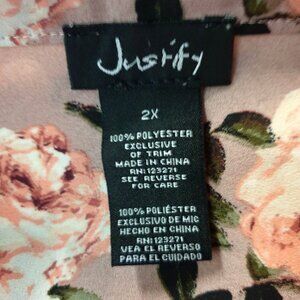 Justify
2X
100% POLYESTER
EXCLUSIVE
OF TRIM
MADE IN CHINA
RN:123271
SEE REVERSE
FOR CARE
100% POLIÉSTER
EXCLUSIVO DE MIC
HECHO EN CHINA
RN:123271
VEA EL REVERSO
PARA EL CUIDADO